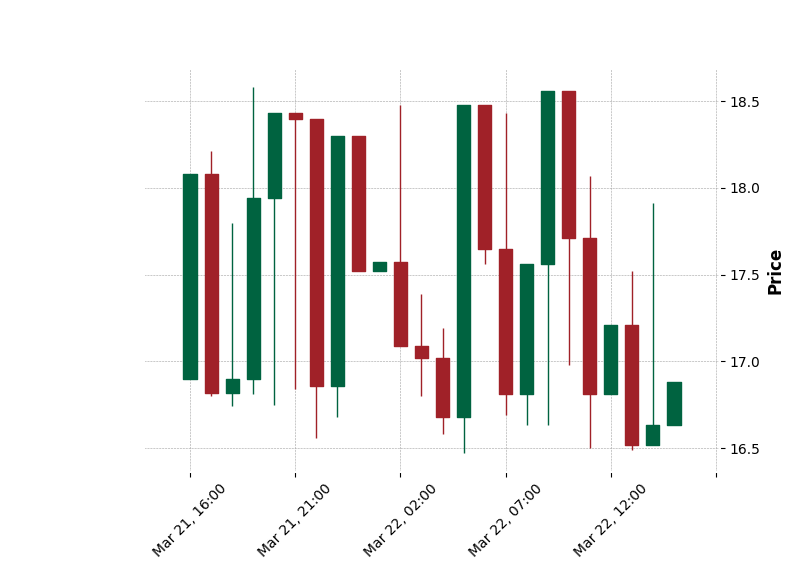 18.5
18.0
17.5
17.0
16.5
Price
Mar 21, 16:00
Mar 21, 21:00
Mar 22, 02:00
Mar 22, 07:00
Mar 22, 12:00